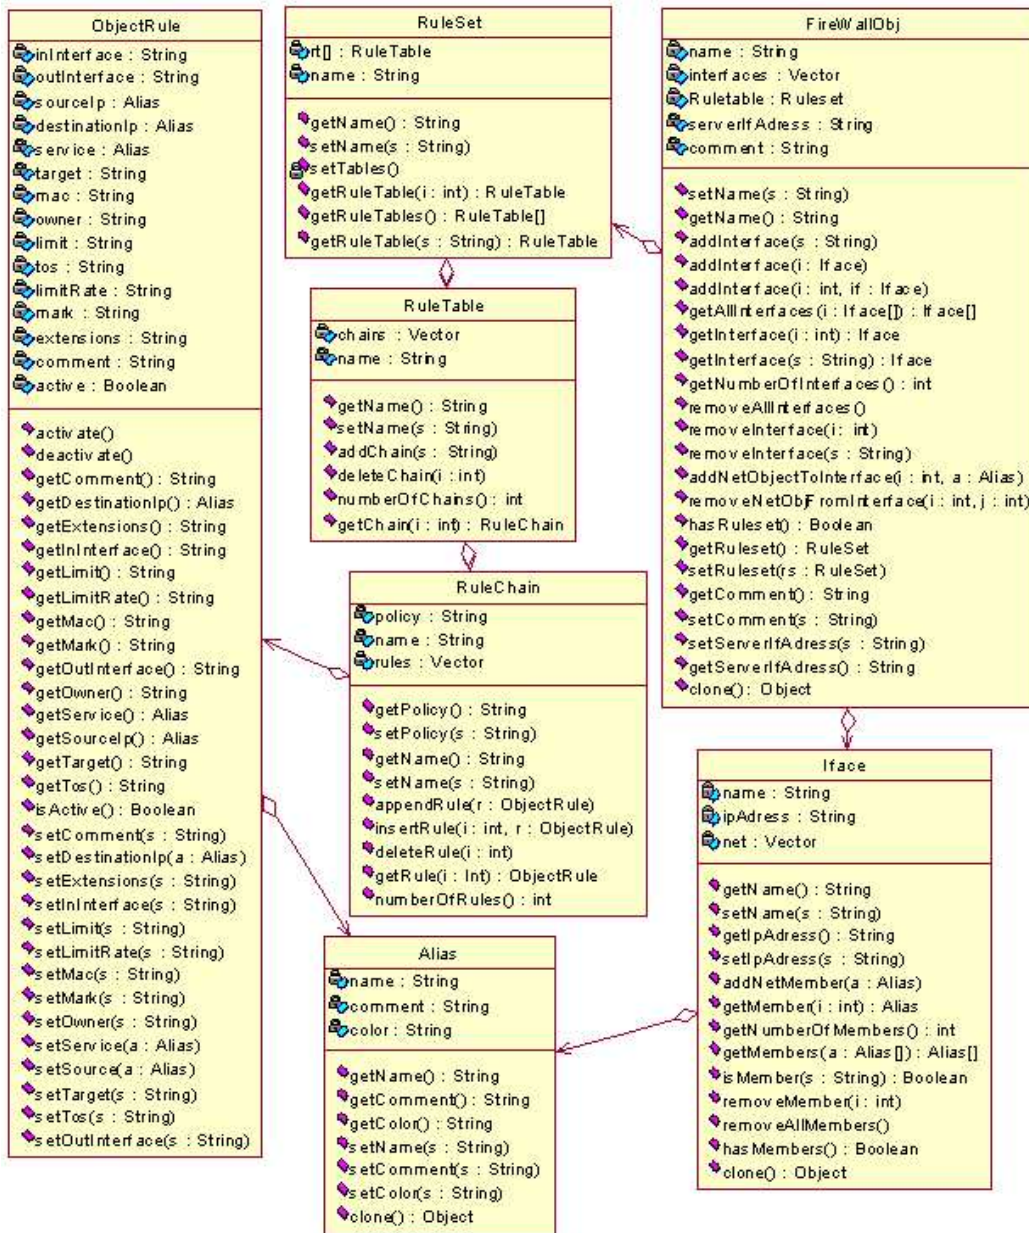 ObjectRule
inInterface : String
outInterface : String
sourceIp : Alias
destinationIp : Alias
service : Alias
target : String
mac : String
owner : String
limit : String
tos : String
limitRate : String
mark : String
extensions : String
comment : String
active : Boolean
activate()
deactivate()
getComment() : String
getDestinationIp() : Alias
getExtensions() : String
getInInterface() : String
getLimit() : String
getLimitRate() : String
getMac() : String
getMark() : String
getOutInterface() : String
getOwner() : String
getService() : Alias
getSourceIp() : Alias
getTarget() : String
getTos() : String
isActive() : Boolean
setComment(s : String)
setDestinationIp(a : Alias)
setExtensions(s : String)
setInInterface(s : String)
setLimit(s : String)
setLimitRate(s : String)
setMac(s : String)
setMark(s : String)
setOwner(s : String)
setService(a : Alias)
setSource(a : Alias)
setTarget(s : String)
setTos(s : String)
setOutInterface(s : String)
RuleSet
rt[] : RuleTable
name : String
getName() : String
setName(s : String)
setTables()
getRuleTable(i : int) : RuleTable
getRuleTables() : RuleTable[]
getRuleTable(s : String) : RuleTable
RuleTable
chains : Vector
name : String
getName() : String
setName(s : String)
addChain(s : String)
deleteChain(i : int)
numberOfChains() : int
getChain(i : int) : RuleChain
RuleChain
policy : String
name : String
rules : Vector
getPolicy() : String
setPolicy(s : String)
getName() : String
setName(s : String)
appendRule(r : ObjectRule)
insertRule(i : int, r : ObjectRule)
deleteRule(i : int)
getRule(i : Int) : ObjectRule
numberOfRules() : int
Alias
name : String
comment : String
color : String
getName() : String
getComment() : String
getColor() : String
setName(s : String)
setComment(s : String)
setColor(s : String)
clone() : Object
FireWallObj
name : String
interfaces : Vector
Ruletable : Ruleset
serverIfAdress : String
comment : String
setName(s : String)
getName() : String
addInterface(s : String)
addInterface(i : Iface)
addInterface(i : int, if : Iface)
getAllInterfaces(i : Iface[]) : Iface[]
getInterface(i : int) : Iface
getInterface(s : String) : Iface
getNumberOfInterfaces() : int
removeAllInterfaces()
removeInterface(i : int)
removeInterface(s : String)
addNetObjectToInterface(i : int, a : Alias)
removeNetObjFromInterface(i : int, j : int)
hasRuleset() : Boolean
getRuleset() : RuleSet
setRuleset(rs : RuleSet)
getComment() : String
setComment(s : String)
setServerIfAdress(s : String)
getServerIfAdress() : String
clone() : Object
Iface
name : String
ipAdress : String
net : Vector
getName() : String
setName(s : String)
getIpAdress() : String
setIpAdress(s : String)
addNetMember(a : Alias)
getMember(i : int) : Alias
getNumberOfMembers() : int
getMembers(a : Alias[]) : Alias[]
isMember(s : String) : Boolean
removeMember(i : int)
removeAllMembers()
hasMembers() : Boolean
clone() : Object